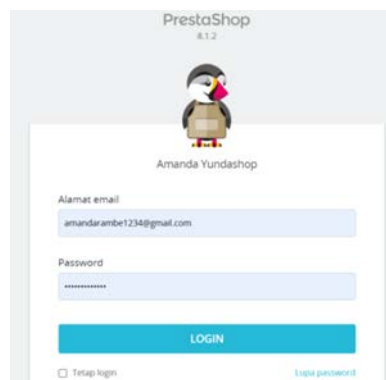 PrestaShop
8.1.2
Amanda Yundashop
Alamat email
amandarambe1234@gmail.com
Password
•••••••••••••
LOGIN
Tetap login Lupa password